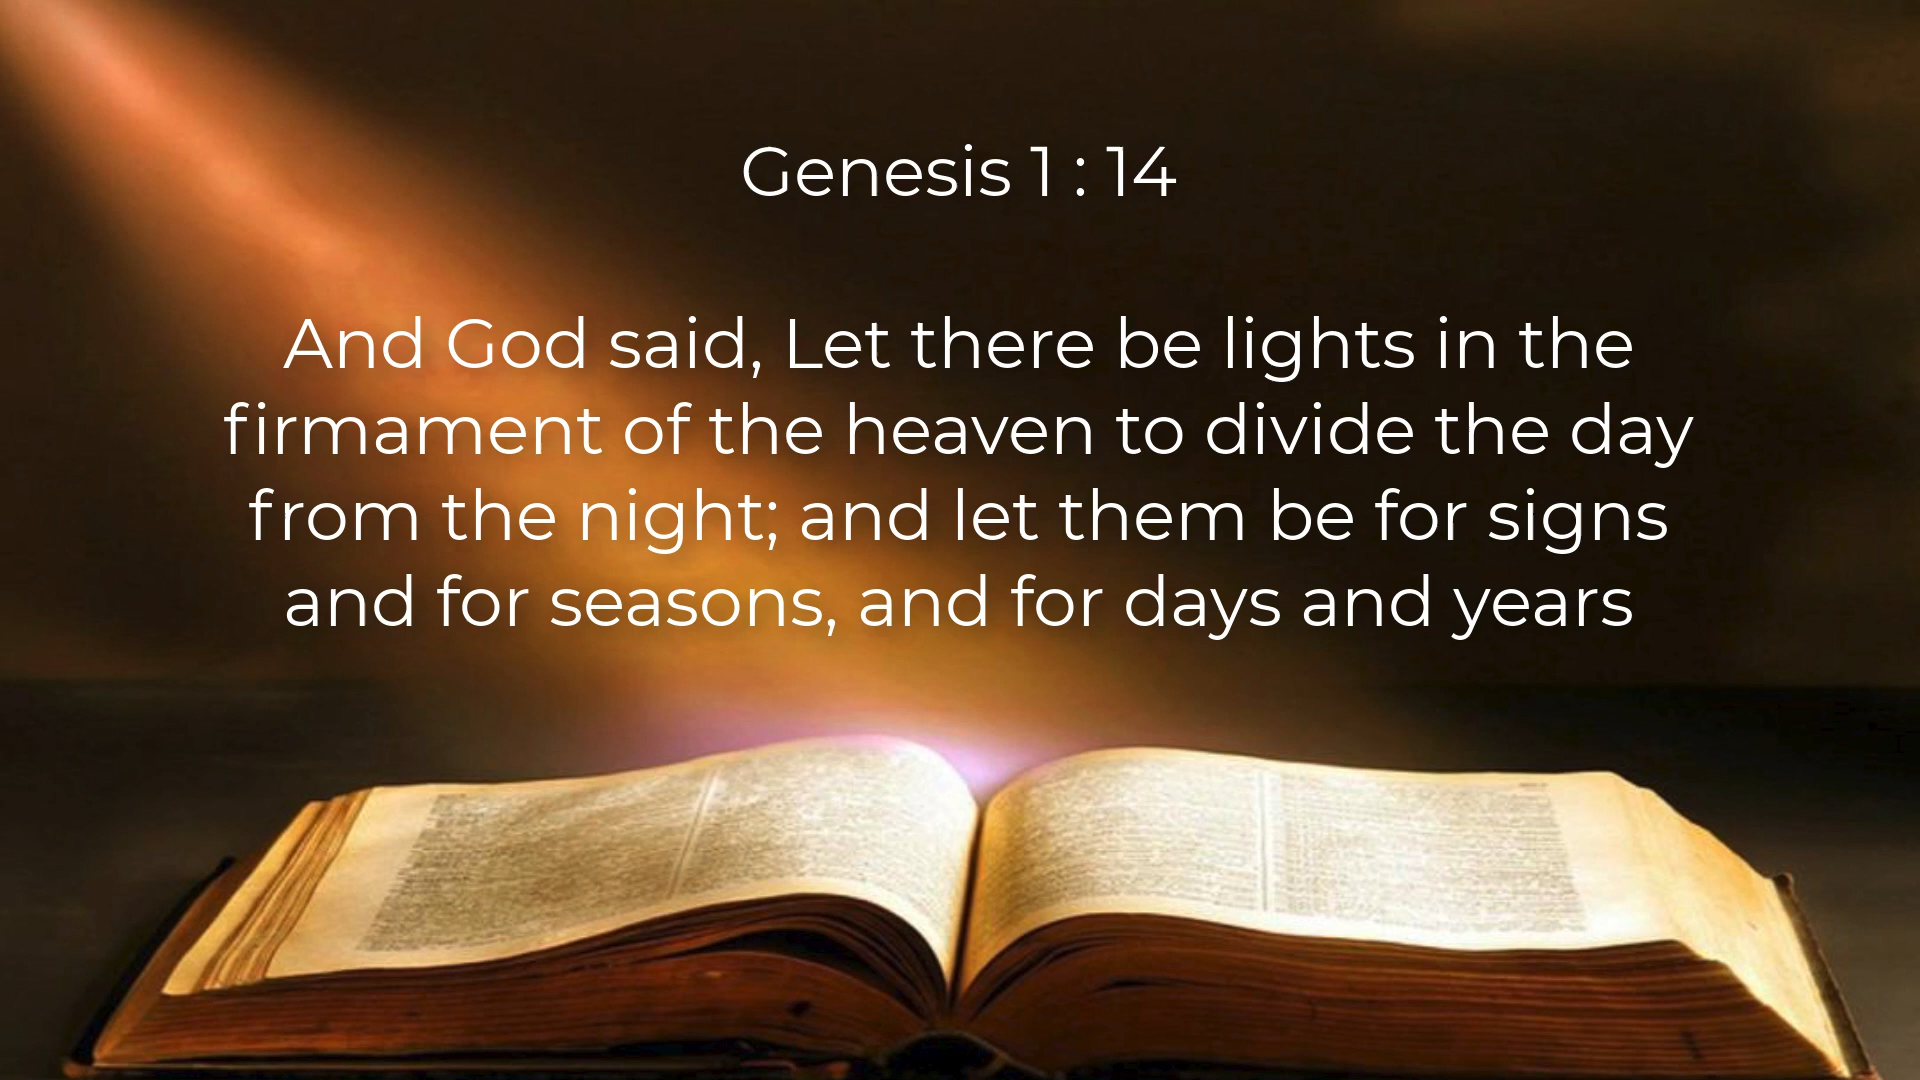 Genesis 1 : 14
And God said, Let there be lights in the
firmament of the heaven to divide the day
from the night; and let them be for signs
and for seasons, and for days and years